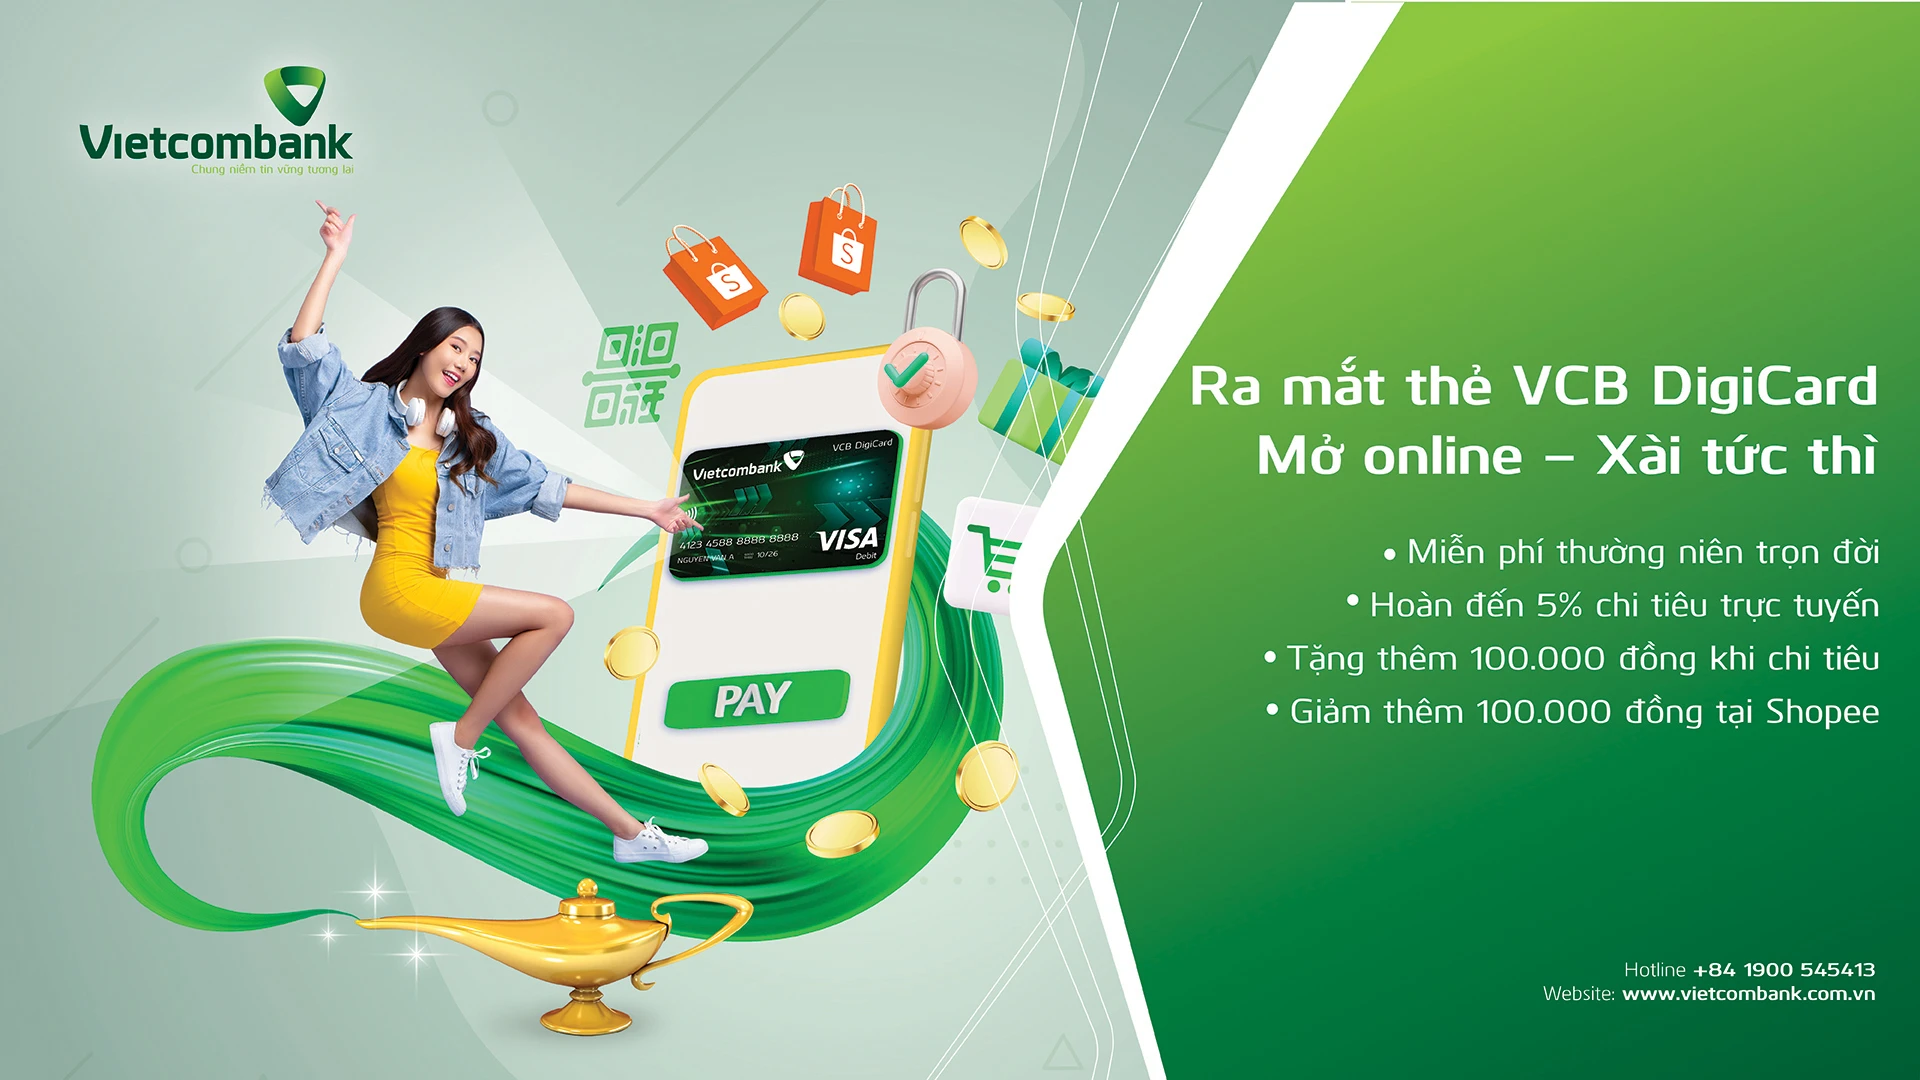 Vietcombank
Chung niềm tin vững tương lai
S
S
VCB DigiCard
Vietcombank
4123 4588 8888 8888
NGUYEN VAN A
10/26
VISA
Debit
PAY
Ra mắt thẻ VCB DigiCard
Mở online – Xài tức thì
• Miễn phí thường niên trọn đời
• Hoàn đến 5% chi tiêu trực tuyến
• Tặng thêm 100.000 đồng khi chi tiêu
• Giảm thêm 100.000 đồng tại Shopee
Hotline +84 1900 545413
Website: www.vietcombank.com.vn